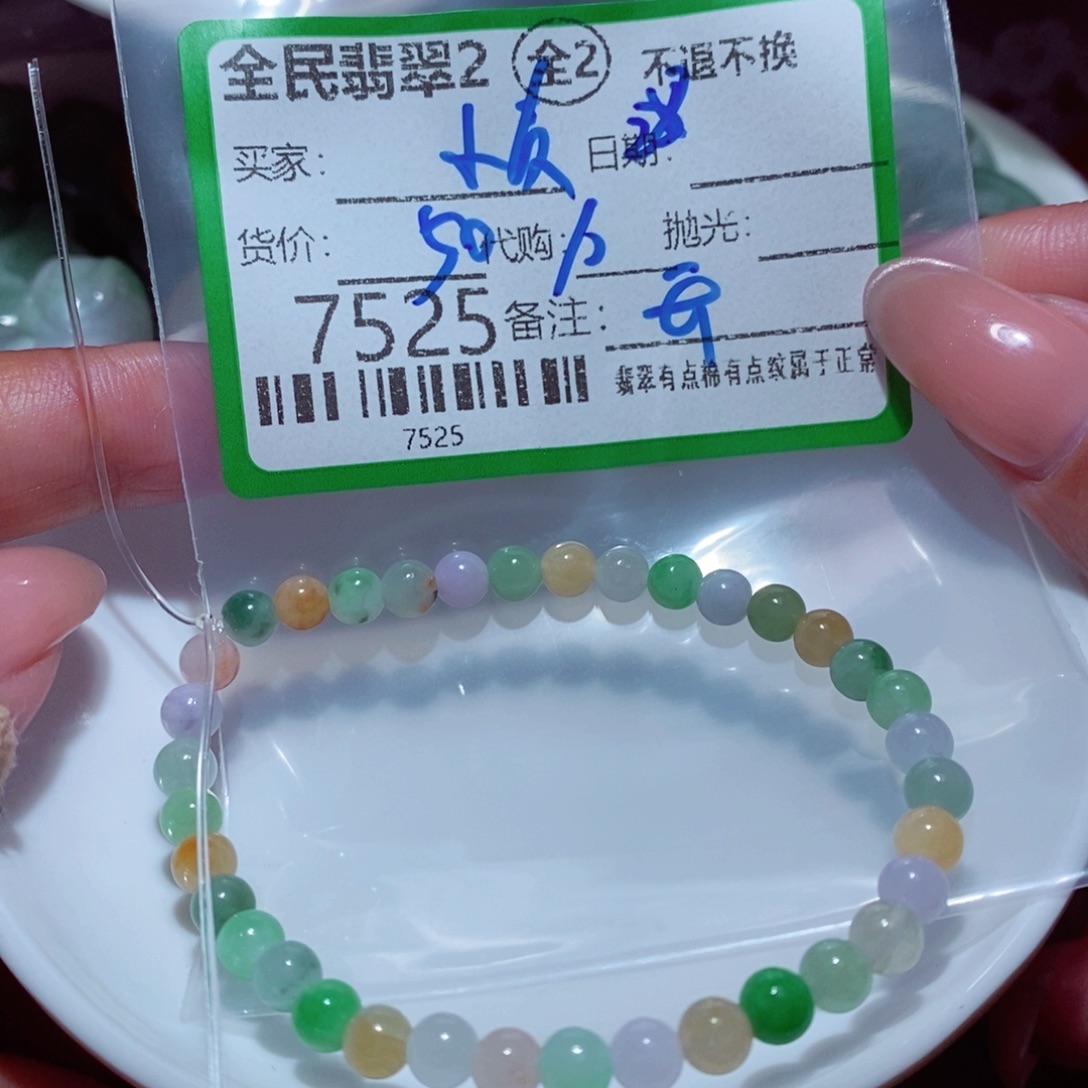 全民翡翠2 全2 不退不换
买家: 日期:
货价: 50 代购: 抛光:
7525 备注:
翡翠有点棉有点纹属于正常
7525